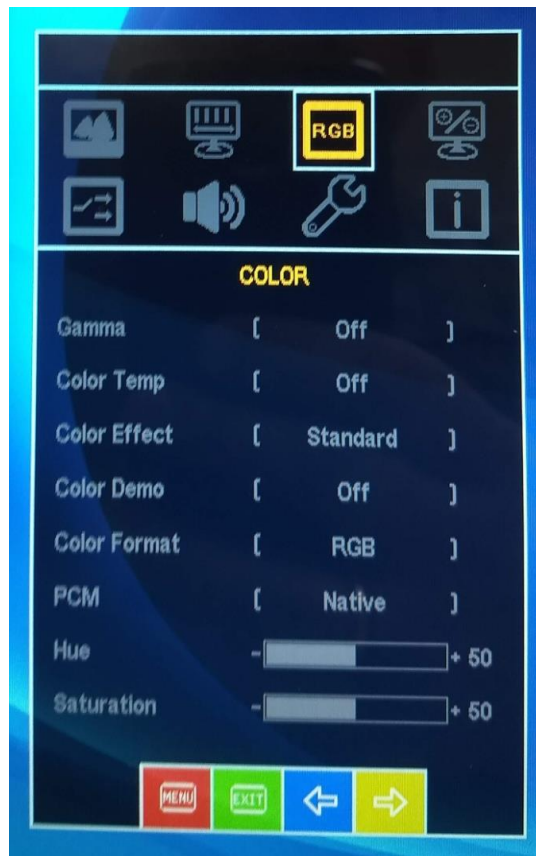 RGB
i
COLOR
Gamma [ Off ]
Color Temp [ Off ]
Color Effect [ Standard ]
Color Demo [ Off ]
Color Format [ RGB ]
PCM [ Native ]
Hue - + 50
Saturation - + 50
MENU EXIT